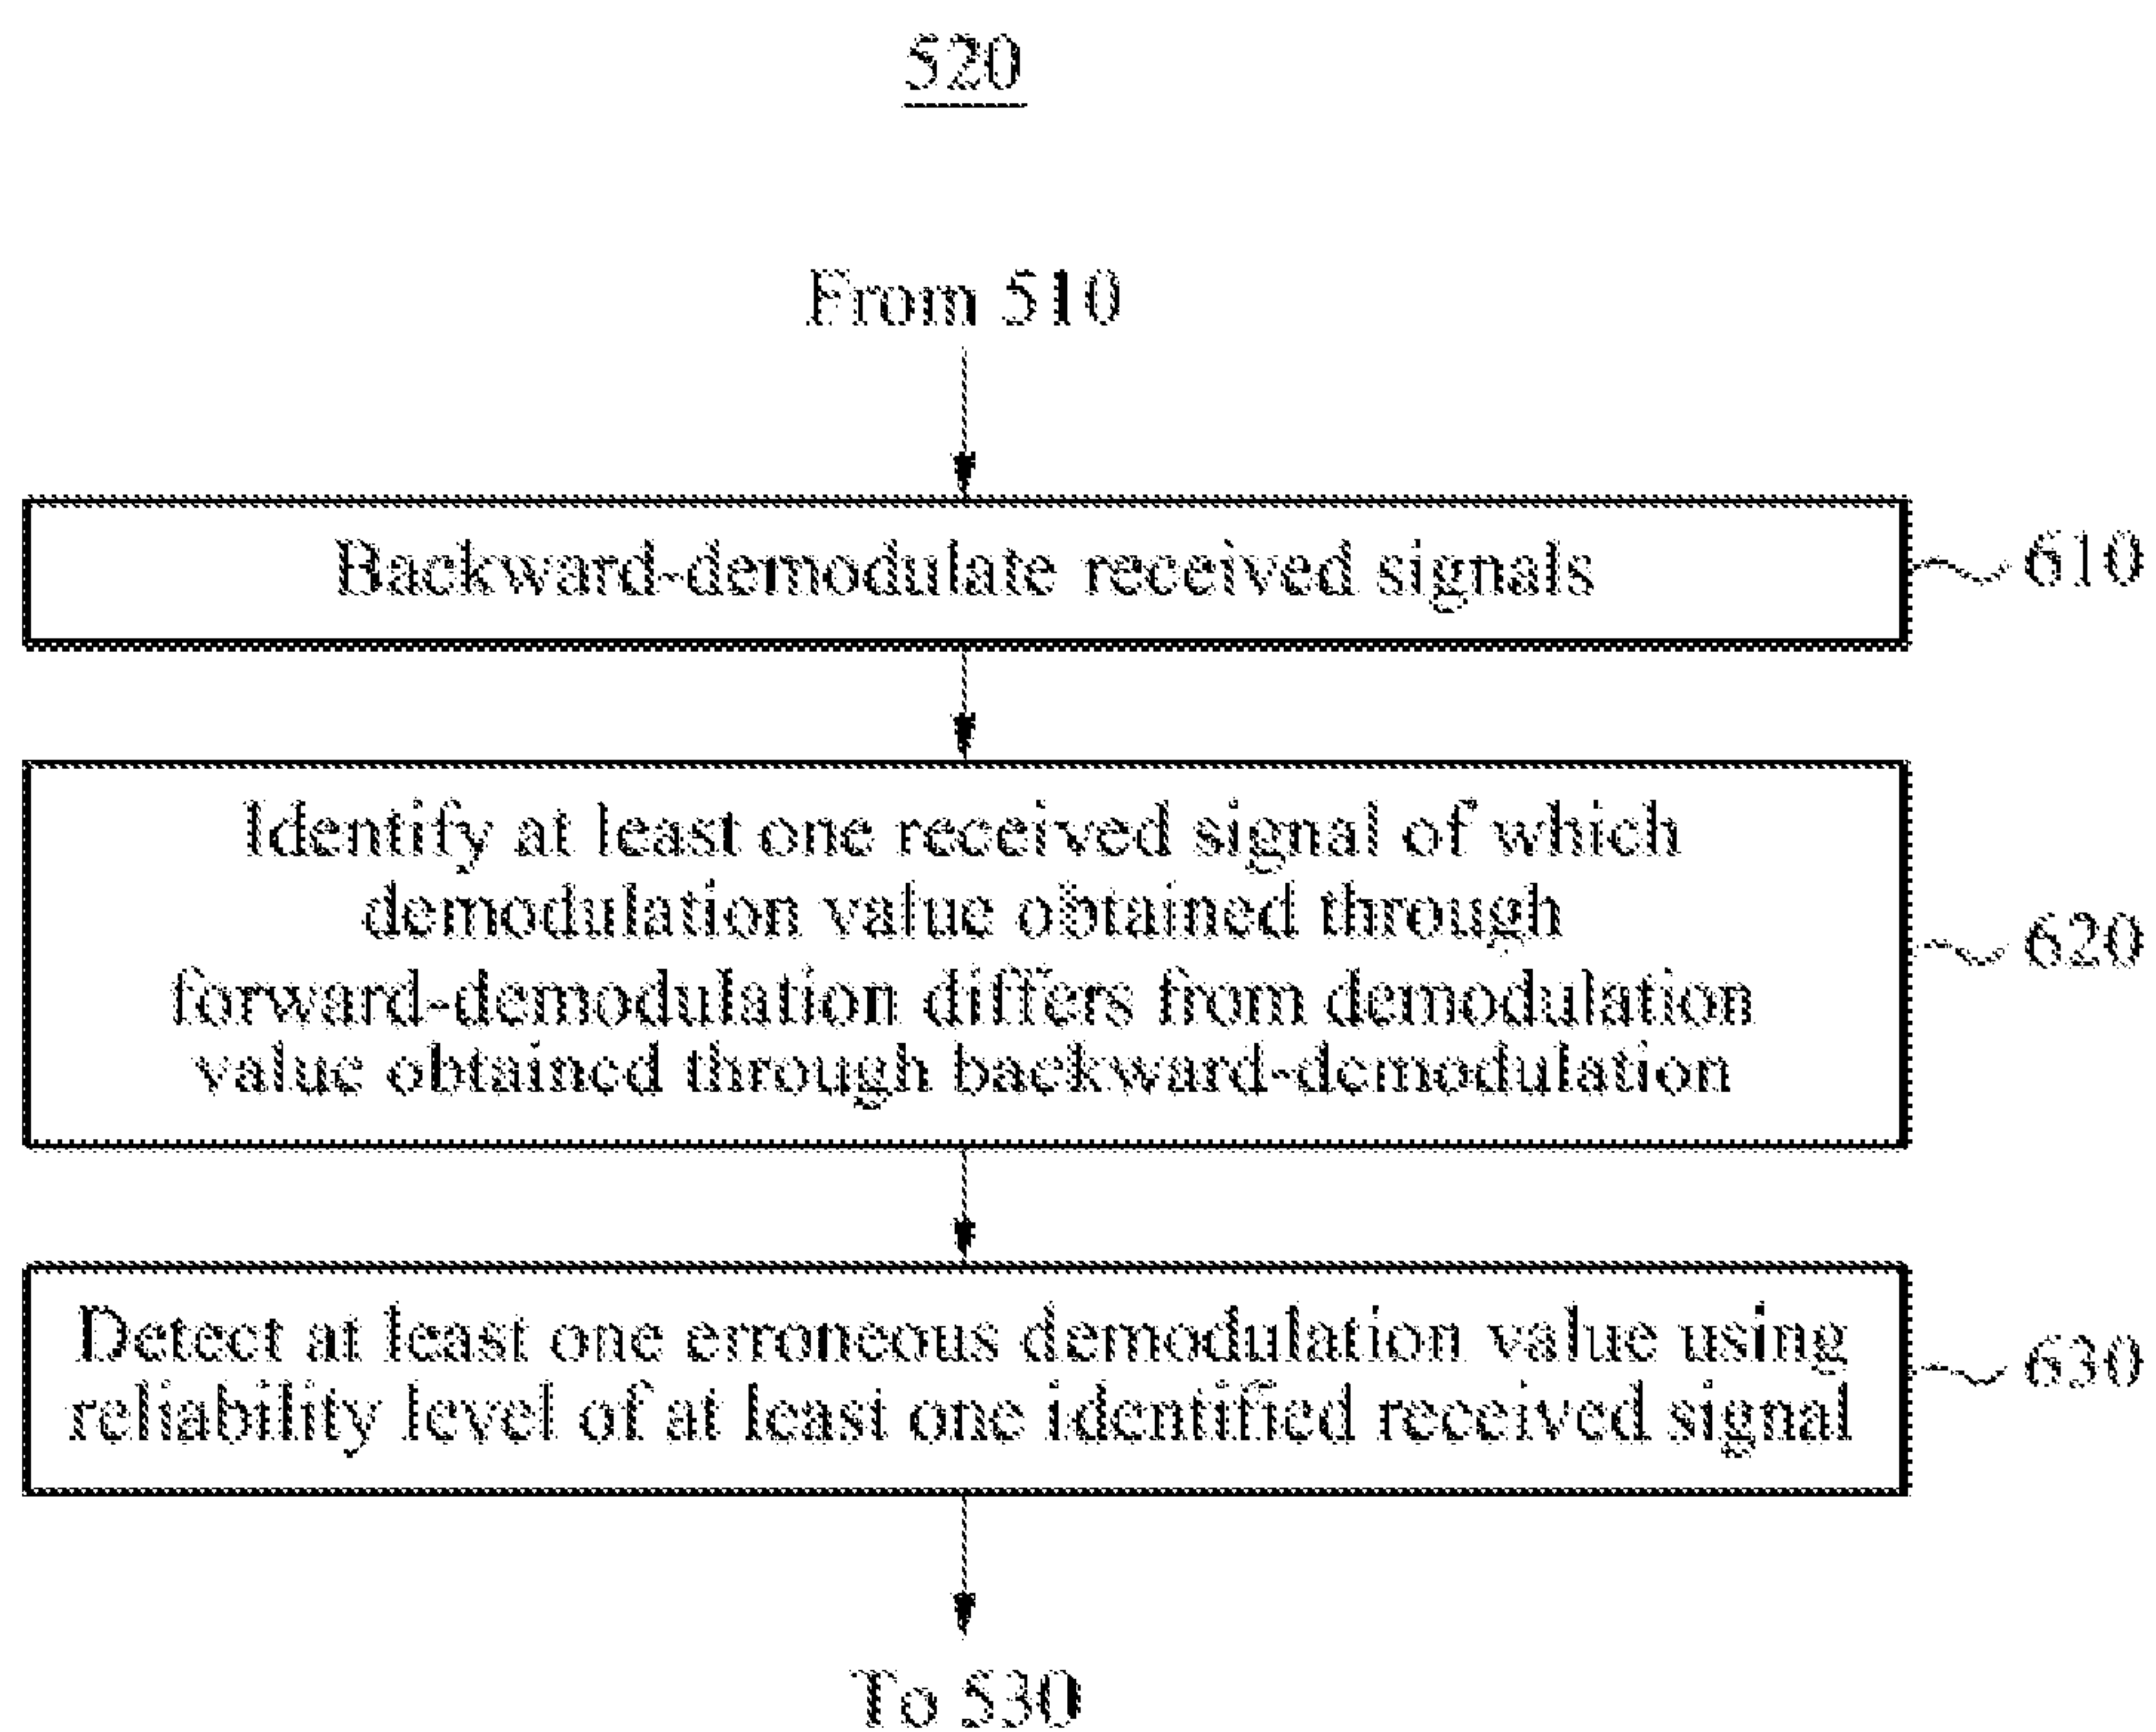 520
From 510
Backward-demodulate received signals
610
Identify at least one received signal of which
demodulation value obtained through
forward-demodulation differs from demodulation
value obtained through backward-demodulation
620
Detect at least one erroneous demodulation value using
reliability level of at least one identified received signal
630
To 530